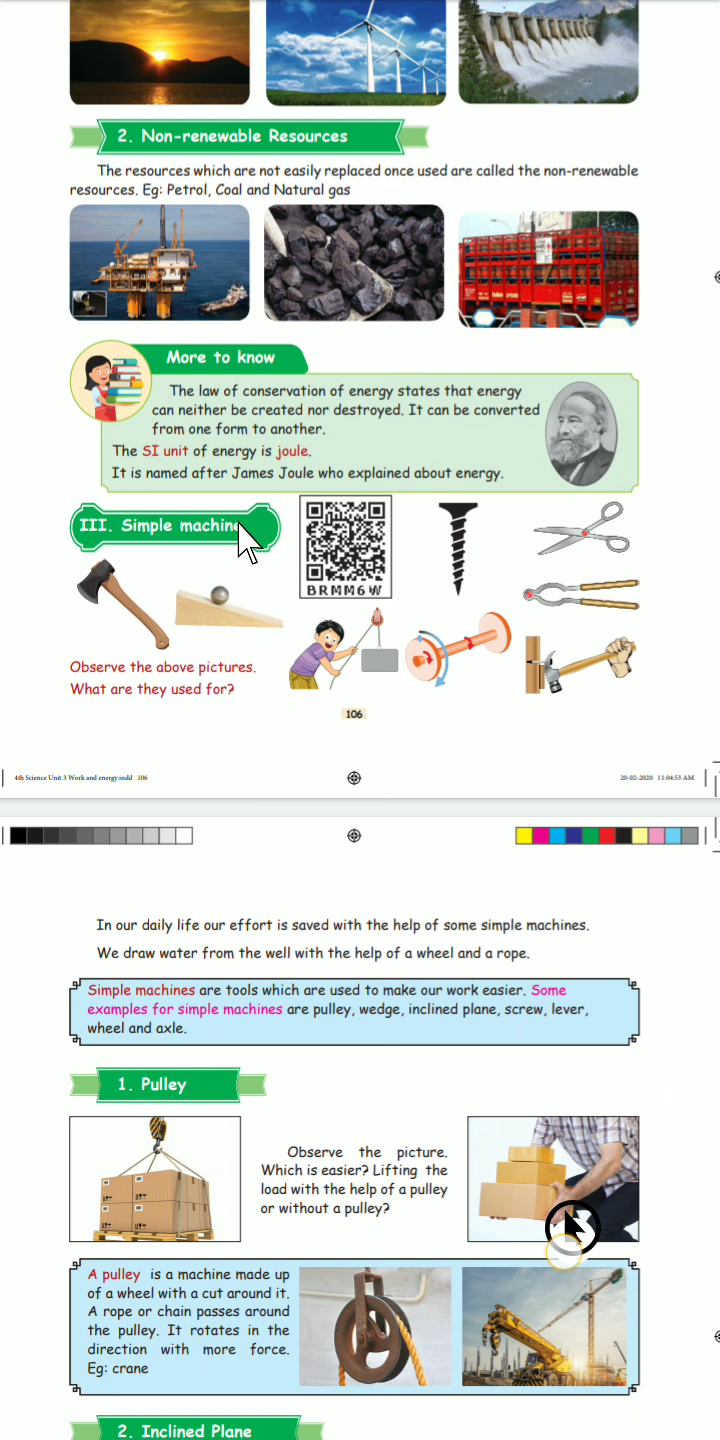 2. Non-renewable Resources
The resources which are not easily replaced once used are called the non-renewable
resources. Eg: Petrol, Coal and Natural gas
More to know
The law of conservation of energy states that energy
can neither be created nor destroyed. It can be converted
from one form to another.
The SI unit of energy is joule.
It is named after James Joule who explained about energy.
III. Simple machine
BRMM6W
Observe the above pictures.
What are they used for?
106
4th Science Unit 3 Work and energy.indd 106
20-02-2020 11:04:53 AM
In our daily life our effort is saved with the help of some simple machines.
We draw water from the well with the help of a wheel and a rope.
Simple machines are tools which are used to make our work easier. Some
examples for simple machines are pulley, wedge, inclined plane, screw, lever,
wheel and axle.
1. Pulley
Observe the picture.
Which is easier? Lifting the
load with the help of a pulley
or without a pulley?
A pulley is a machine made up
of a wheel with a cut around it.
A rope or chain passes around
the pulley. It rotates in the
direction with more force.
Eg: crane
2. Inclined Plane